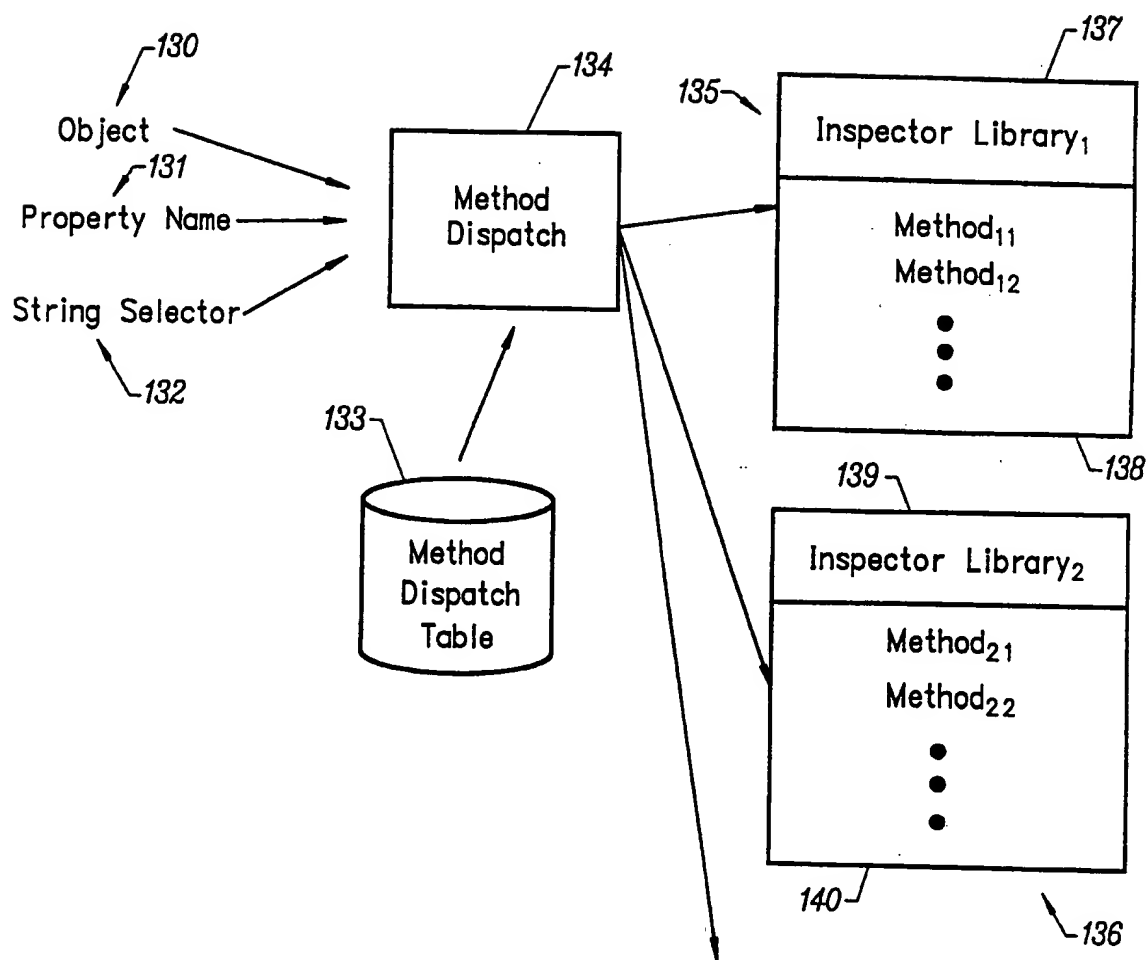 130
Object
131
Property Name
String Selector
132
134
Method
Dispatch
133
Method
Dispatch
Table
135
137
Inspector Library₁
Method₁₁
Method₁₂
138
139
Inspector Library₂
Method₂₁
Method₂₂
140
136